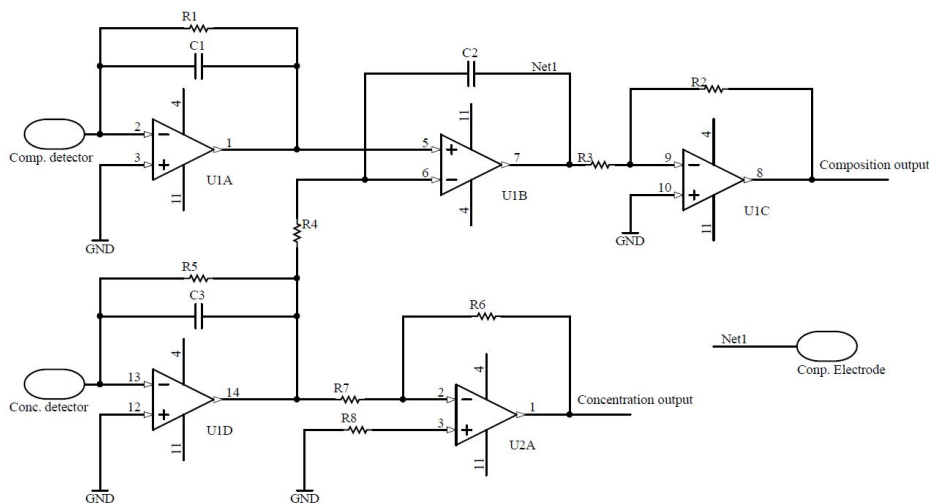 R1
C1
4
2
1
3
Comp. detector
U1A
11
GND
C2
Net1
11
5
7
6
U1B
4
R2
R3
4
9
8
10
Composition output
U1C
11
GND
R4
R5
C3
4
13
14
12
Conc. detector
U1D
11
GND
R6
R7
4
2
1
R8
3
Concentration output
U2A
11
GND
Net1
Conp. Electrode